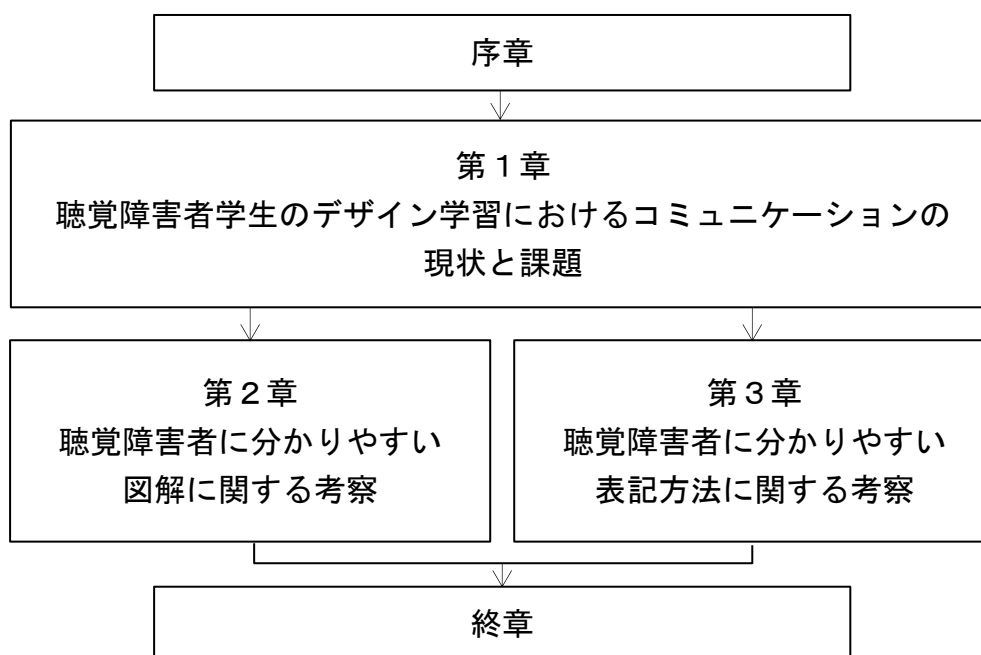 序章
第１章
聴覚障害者学生のデザイン学習におけるコミュニケーションの
現状と課題
第２章
聴覚障害者に分かりやすい
図解に関する考察
第３章
聴覚障害者に分かりやすい
表記方法に関する考察
終章